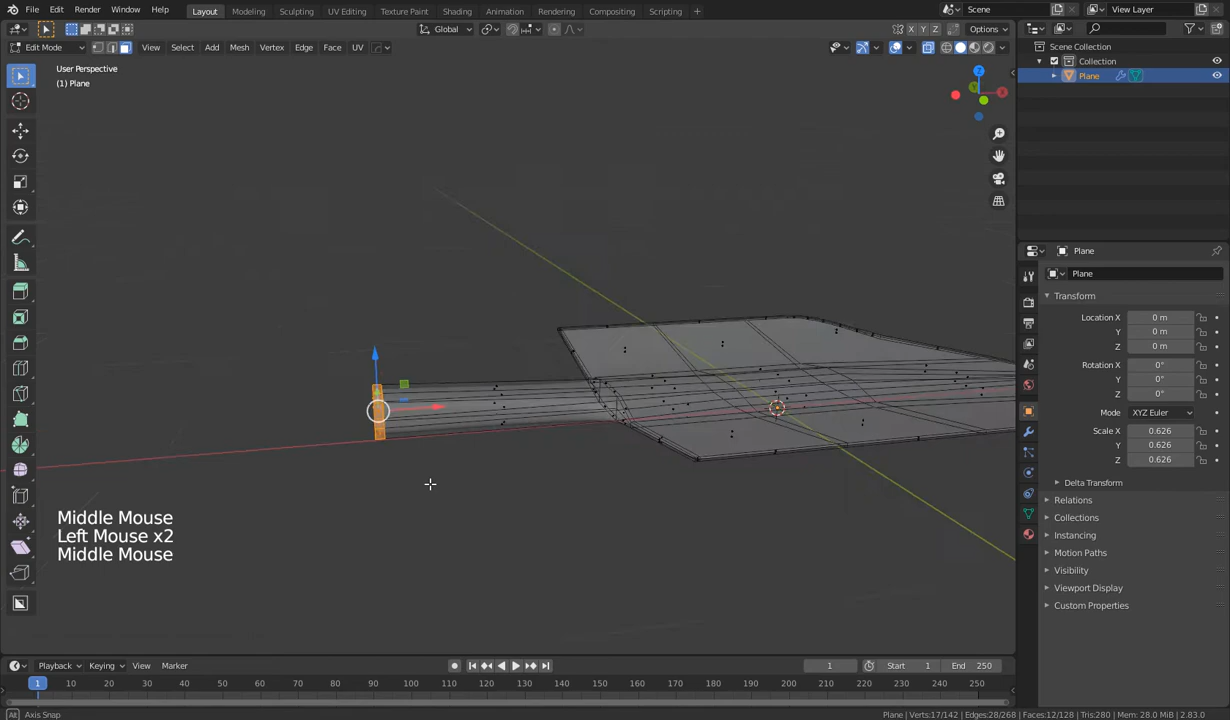 File Edit Render Window Help Layout Modeling Sculpting UV Editing Texture Paint Shading Animation Rendering Compositing Scripting + Scene View Layer
Global Options
Edit Mode View Select Add Mesh Vertex Edge Face UV X Y Z
User Perspective
(1) Plane
Z
Y
X
Scene Collection
Collection
Plane
Plane
Plane
Transform
Location X 0 m
Y 0 m
Z 0 m
Rotation X 0°
Y 0°
Z 0°
Mode XYZ Euler
Scale X 0.626
Y 0.626
Z 0.626
Delta Transform
Relations
Collections
Instancing
Motion Paths
Visibility
Viewport Display
Custom Properties
Middle Mouse
Left Mouse x2
Middle Mouse
Playback Keying View Marker 1 Start 1 End 250
1 10 20 30 40 50 60 70 80 90 100 110 120 130 140 150 160 170 180 190 200 210 220 230 240 250
Alt Axis Snap Plane | Verts:17/142 | Edges:28/268 | Faces:12/128 | Tris:280 | Mem: 28.0 MiB | 2.83.0